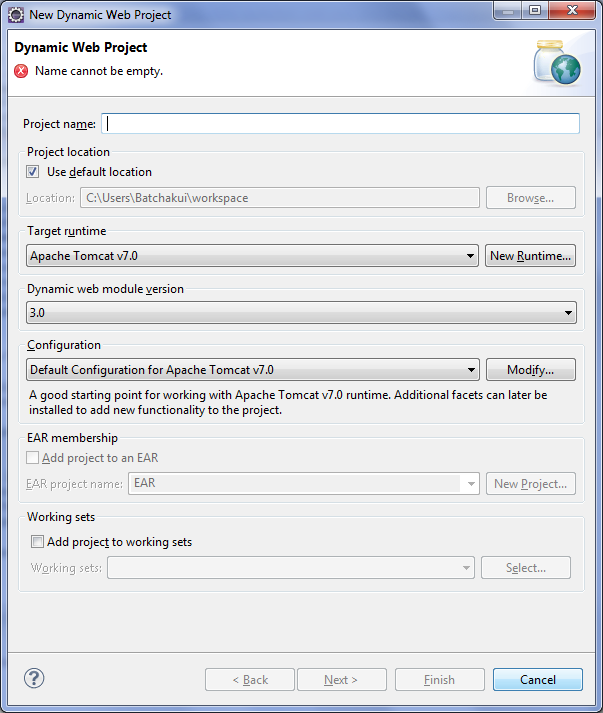 New Dynamic Web Project
Dynamic Web Project
Name cannot be empty.
Project name:
Project location
Use default location
Location: C:\Users\Batchakui\workspace Browse...
Target runtime
Apache Tomcat v7.0 New Runtime...
Dynamic web module version
3.0
Configuration
Default Configuration for Apache Tomcat v7.0 Modify...
A good starting point for working with Apache Tomcat v7.0 runtime. Additional facets can later be
installed to add new functionality to the project.
EAR membership
Add project to an EAR
EAR project name: EAR New Project...
Working sets
Add project to working sets
Working sets: Select...
? < Back Next > Finish Cancel